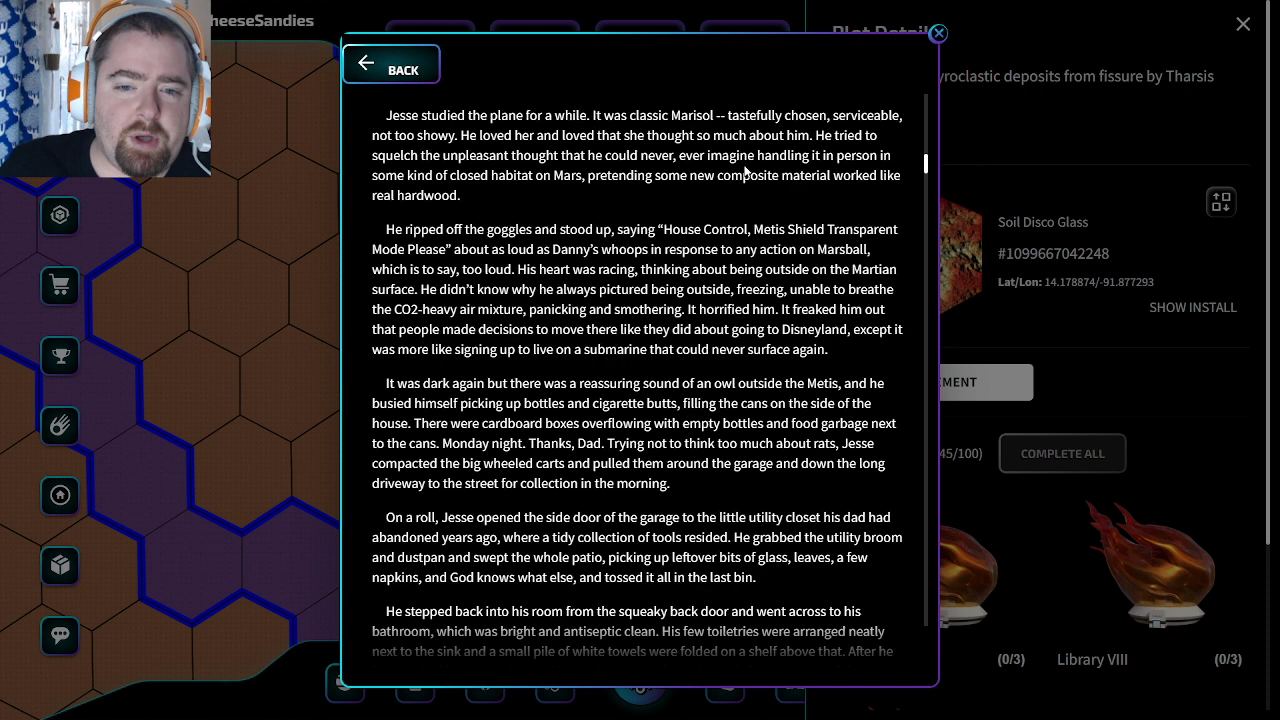 heeseSandies
BACK
Jesse studied the plane for a while. It was classic Marisol -- tastefully chosen, serviceable,
not too showy. He loved her and loved that she thought so much about him. He tried to
squelch the unpleasant thought that he could never, ever imagine handling it in person in
some kind of closed habitat on Mars, pretending some new composite material worked like
real hardwood.
He ripped off the goggles and stood up, saying “House Control, Metis Shield Transparent
Mode Please” about as loud as Danny’s whoops in response to any action on Marsball,
which is to say, too loud. His heart was racing, thinking about being outside on the Martian
surface. He didn’t know why he always pictured being outside, freezing, unable to breathe
the CO2-heavy air mixture, panicking and smothering. It horrified him. It freaked him out
that people made decisions to move there like they did about going to Disneyland, except it
was more like signing up to live on a submarine that could never surface again.
It was dark again but there was a reassuring sound of an owl outside the Metis, and he
busied himself picking up bottles and cigarette butts, filling the cans on the side of the
house. There were cardboard boxes overflowing with empty bottles and food garbage next
to the cans. Monday night. Thanks, Dad. Trying not to think too much about rats, Jesse
compacted the big wheeled carts and pulled them around the garage and down the long
driveway to the street for collection in the morning.
On a roll, Jesse opened the side door of the garage to the little utility closet his dad had
abandoned years ago, where a tidy collection of tools resided. He grabbed the utility broom
and dustpan and swept the whole patio, picking up leftover bits of glass, leaves, a few
napkins, and God knows what else, and tossed it all in the last bin.
He stepped back into his room from the squeaky back door and went across to his
bathroom, which was bright and antiseptic clean. His few toiletries were arranged neatly
next to the sink and a small pile of white towels were folded on a shelf above that. After he
Plot Detail
yroclastic deposits from fissure by Tharsis
Soil Disco Glass
#1099667042248
Lat/Lon: 14.178874/-91.877293
SHOW INSTALL
EMENT
45/100)
COMPLETE ALL
(0/3)
Library VIII
(0/3)